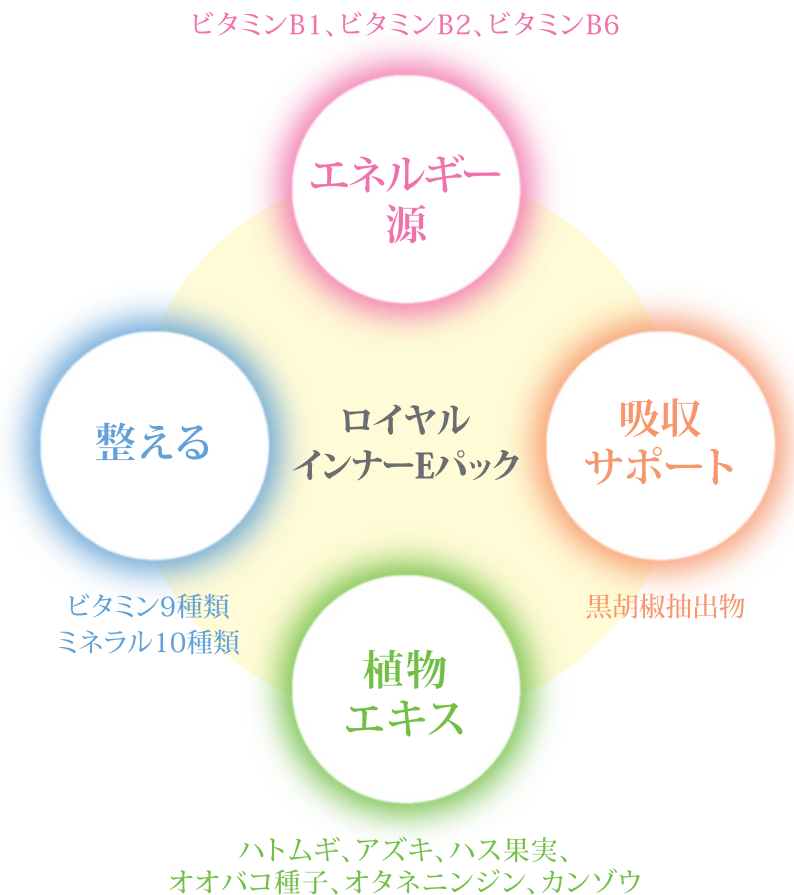 ビタミンB1、ビタミンB2、ビタミンB6
エネルギー
源
整える
ロイヤル
インナーEパック
吸収
サポート
ビタミン9種類
ミネラル10種類
黒胡椒抽出物
植物
エキス
ハトムギ、アズキ、ハス果実、
オオバコ種子、オタネニンジン、カンゾウ